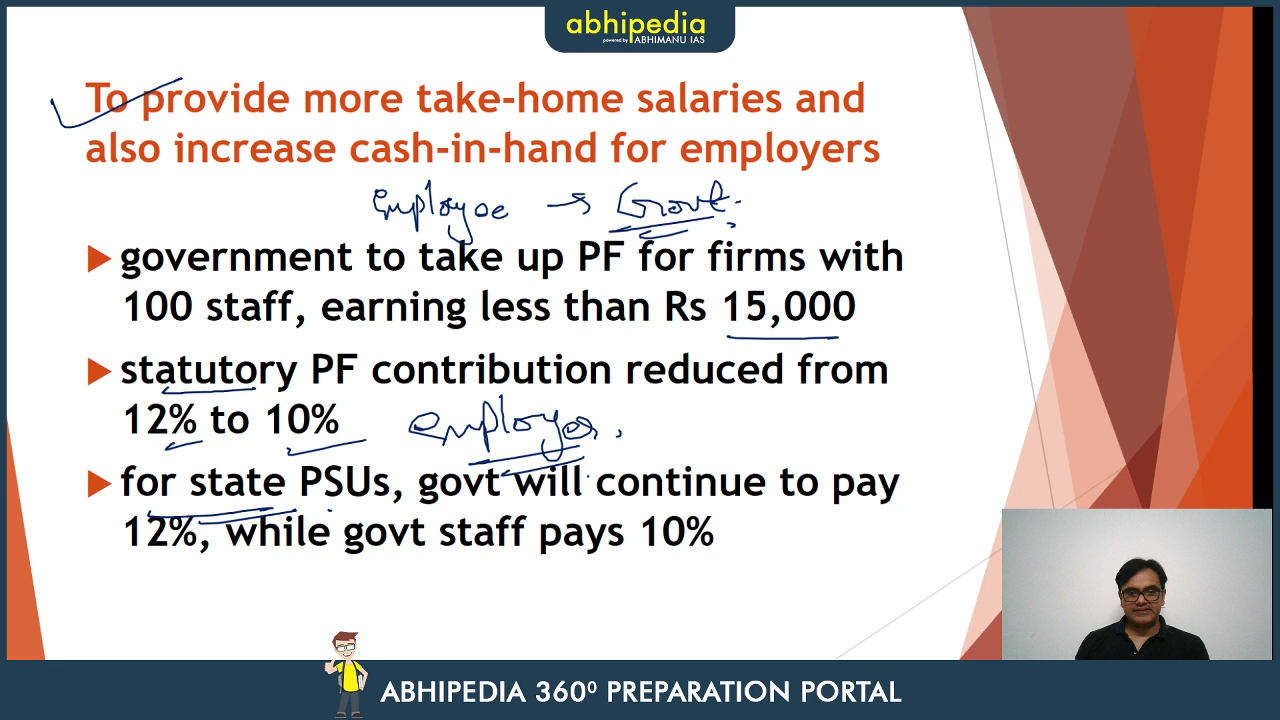 abhipedia
powered by ABHIMANU IAS
To provide more take-home salaries and
also increase cash-in-hand for employers
Employee → Govt.
▶ government to take up PF for firms with
100 staff, earning less than Rs 15,000
▶ statutory PF contribution reduced from
12% to 10%
employer
▶ for state PSUs, govt will continue to pay
12%, while govt staff pays 10%
ABHIPEDIA 360⁰ PREPARATION PORTAL